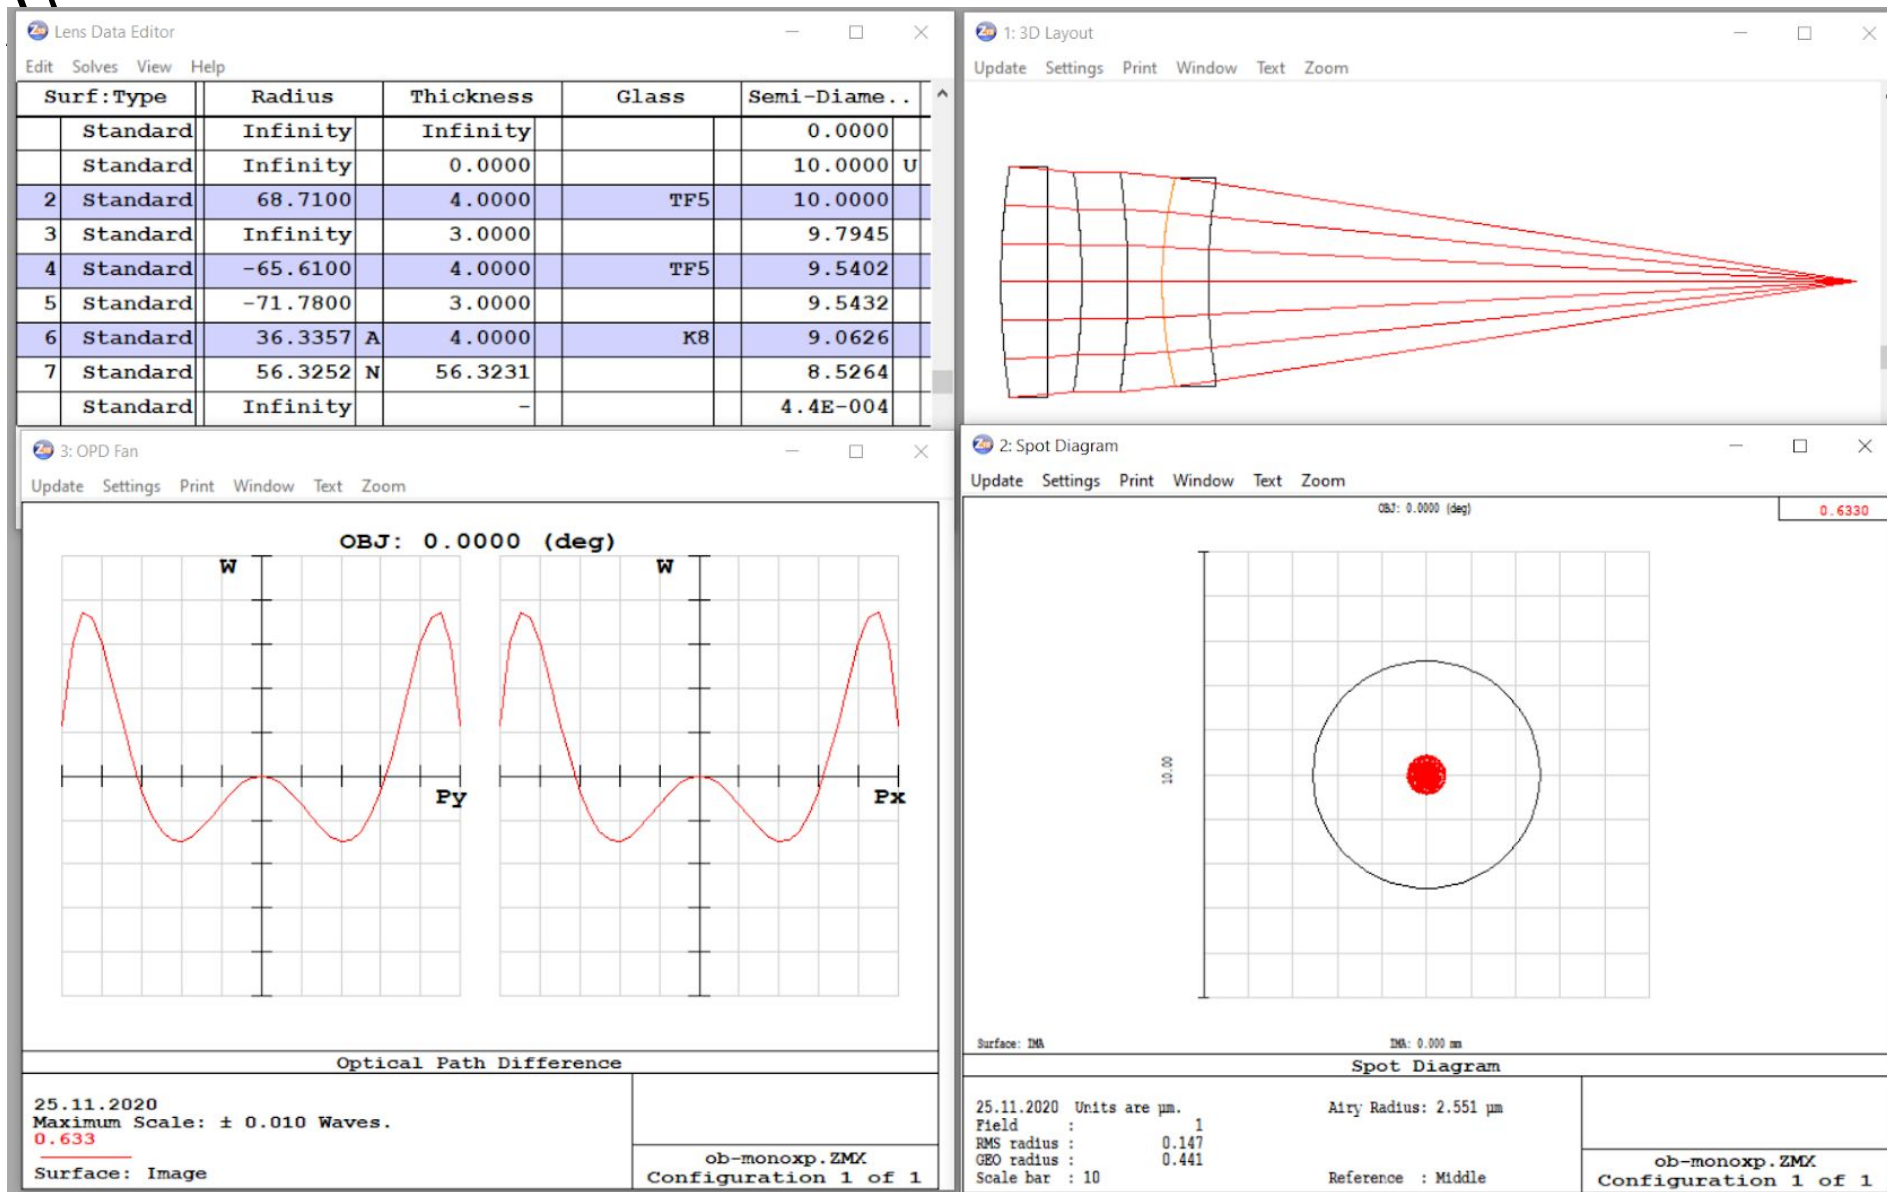 Lens Data Editor
Edit Solves View Help
Surf:Type Radius Thickness Glass Semi-Diame..
Standard Infinity Infinity 0.0000
Standard Infinity 0.0000 10.0000 U
2 Standard 68.7100 4.0000 TF5 10.0000
3 Standard Infinity 3.0000 9.7945
4 Standard -65.6100 4.0000 TF5 9.5402
5 Standard -71.7800 3.0000 9.5432
6 Standard 36.3357 A 4.0000 K8 9.0626
7 Standard 56.3252 N 56.3231 8.5264
Standard Infinity - 4.4E-004
1: 3D Layout
Update Settings Print Window Text Zoom
3: OPD Fan
Update Settings Print Window Text Zoom
OBJ: 0.0000 (deg)
W W
Py Px
Optical Path Difference
25.11.2020
Maximum Scale: ± 0.010 Waves.
0.633
Surface: Image
ob-monoxp.ZMX
Configuration 1 of 1
2: Spot Diagram
Update Settings Print Window Text Zoom
OBJ: 0.0000 (deg)
0.6330
10.00
Surface: IMA IMA: 0.000 mm
Spot Diagram
25.11.2020 Units are µm. Airy Radius: 2.551 µm
Field : 1
RMS radius : 0.147
GEO radius : 0.441
Scale bar : 10 Reference : Middle
ob-monoxp.ZMX
Configuration 1 of 1